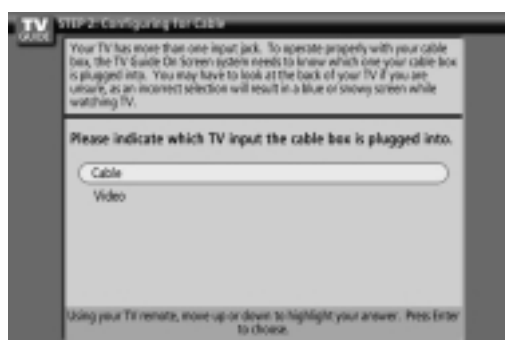 TV
GUIDE
STEP 2: Configuring for Cable
Your TV has more than one input jack. To operate properly with your cable
box, the TV Guide On Screen system needs to know which one your cable box
is plugged into. You may have to look at the back of your TV if you are
unsure, as an incorrect selection will result in a blue or snowy screen while
watching TV.
Please indicate which TV input the cable box is plugged into.
Cable
Video
Using your TV remote, move up or down to highlight your answer. Press Enter
to choose.